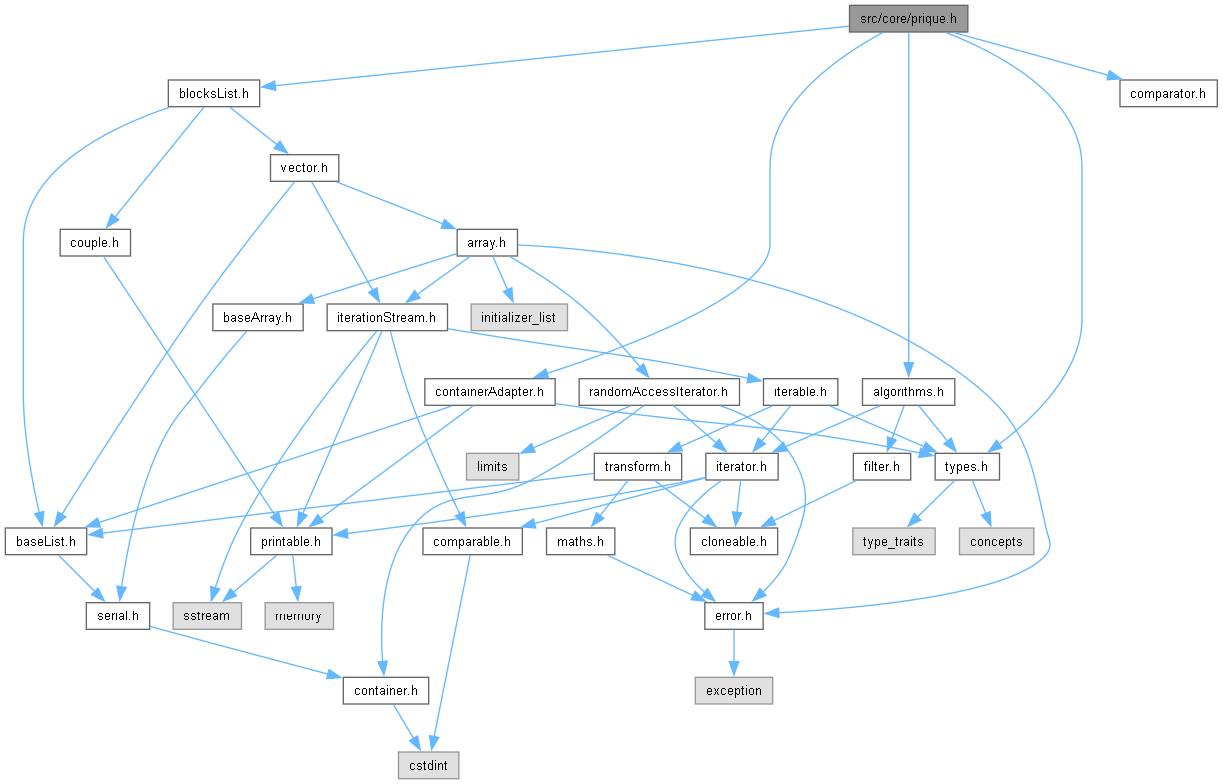 src/core/prique.h
blocksList.h
comparator.h
vector.h
couple.h
array.h
baseArray.h
iterationStream.h
initializer_list
containerAdapter.h
randomAccessIterator.h
iterable.h
algorithms.h
limits
transform.h
iterator.h
filter.h
types.h
baseList.h
printable.h
comparable.h
maths.h
cloneable.h
type_traits
concepts
serial.h
sstream
memory
error.h
container.h
exception
cstdint